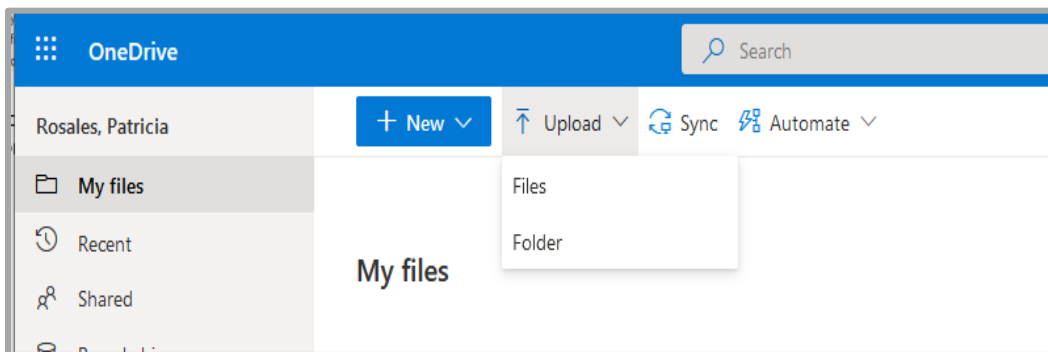 OneDrive
Search
Rosales, Patricia
New
Upload
Sync
Automate
My files
Files
Recent
Folder
My files
Shared